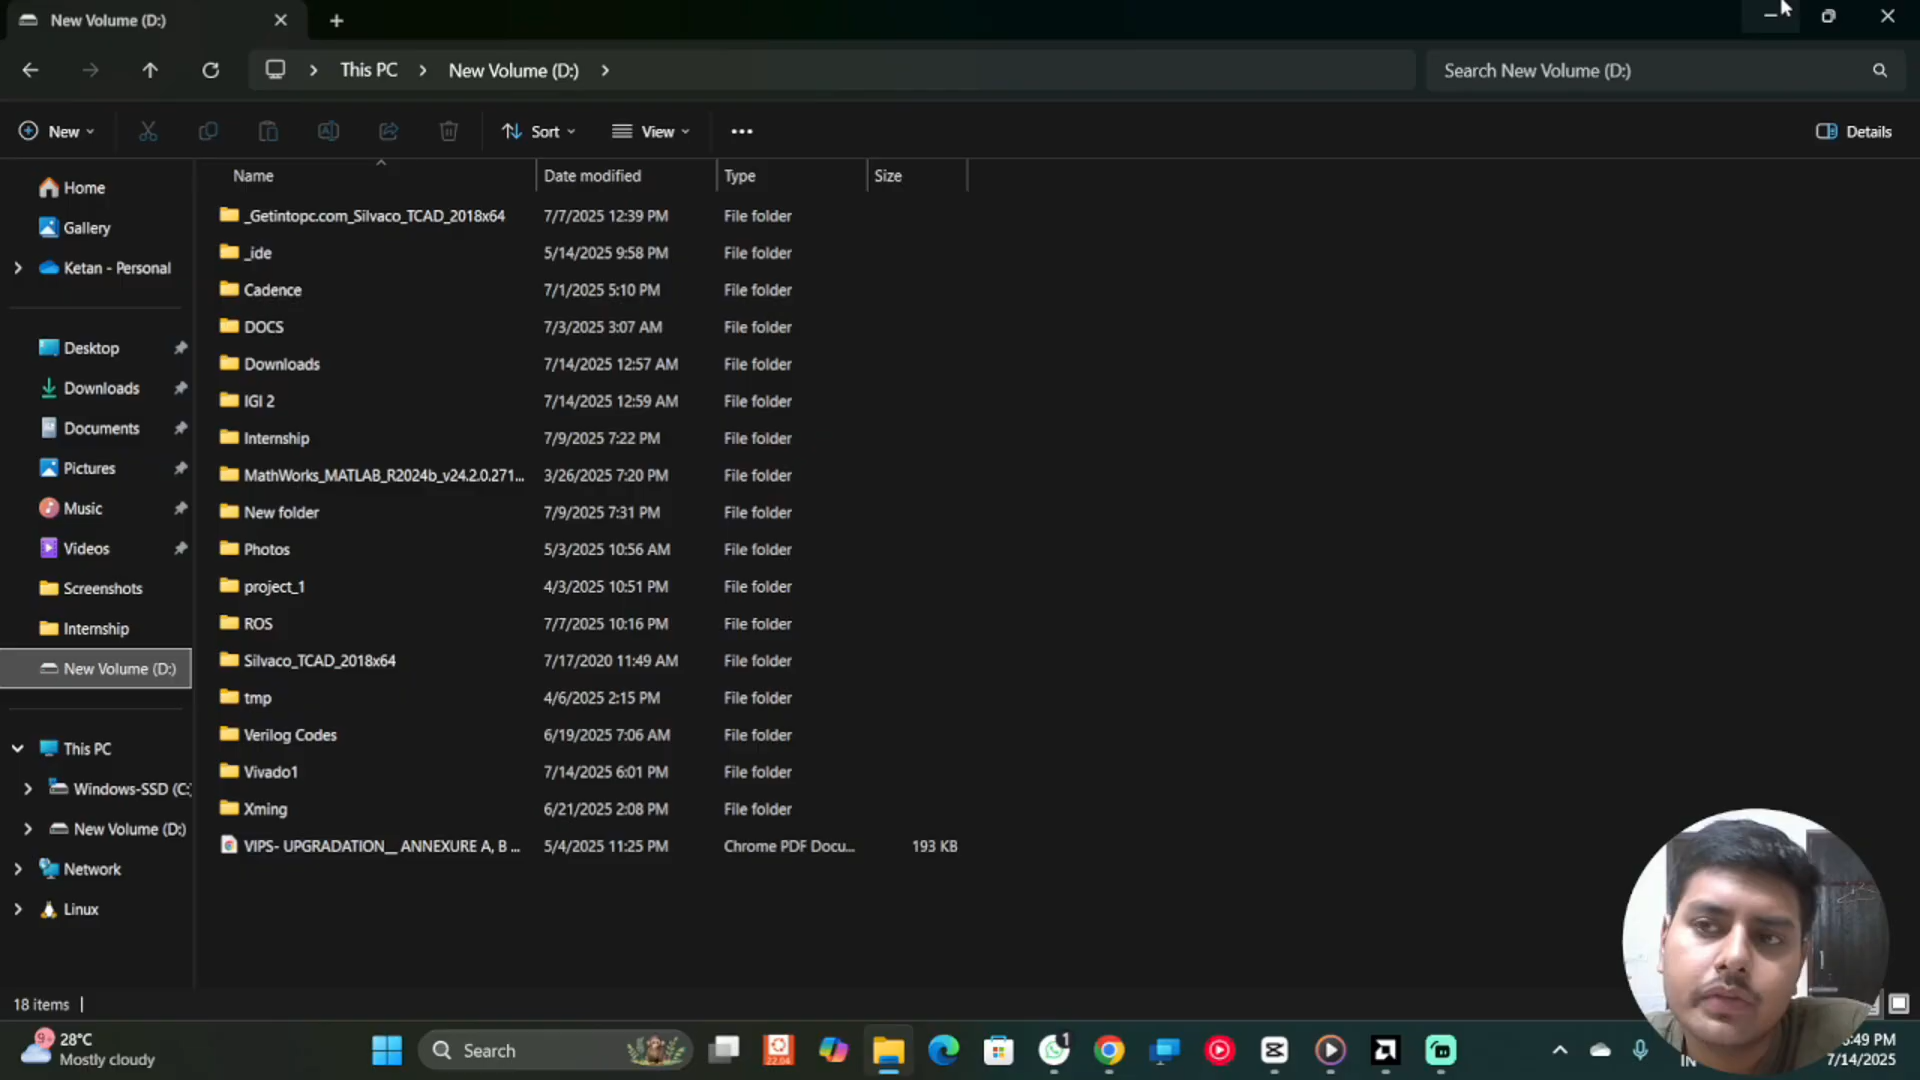 New Volume (D:)
This PC > New Volume (D:) >
Search New Volume (D:)
New
Sort
View
Details
Name Date modified Type Size
_Getintopc.com_Silvaco_TCAD_2018x64 7/7/2025 12:39 PM File folder
_ide 5/14/2025 9:58 PM File folder
Cadence 7/1/2025 5:10 PM File folder
DOCS 7/3/2025 3:07 AM File folder
Downloads 7/14/2025 12:57 AM File folder
IGI 2 7/14/2025 12:59 AM File folder
Internship 7/9/2025 7:22 PM File folder
MathWorks_MATLAB_R2024b_v24.2.0.271... 3/26/2025 7:20 PM File folder
New folder 7/9/2025 7:31 PM File folder
Photos 5/3/2025 10:56 AM File folder
project_1 4/3/2025 10:51 PM File folder
ROS 7/7/2025 10:16 PM File folder
Silvaco_TCAD_2018x64 7/17/2020 11:49 AM File folder
tmp 4/6/2025 2:15 PM File folder
Verilog Codes 6/19/2025 7:06 AM File folder
Vivado1 7/14/2025 6:01 PM File folder
Xming 6/21/2025 2:08 PM File folder
VIPS- UPGRADATION__ ANNEXURE A, B ... 5/4/2025 11:25 PM Chrome PDF Docu... 193 KB
Home
Gallery
Ketan - Personal
Desktop
Downloads
Documents
Pictures
Music
Videos
Screenshots
Internship
New Volume (D:)
This PC
Windows-SSD (C:
New Volume (D:)
Network
Linux
18 items
28°C
Mostly cloudy
Search
22.04
1
IN
:49 PM
7/14/2025